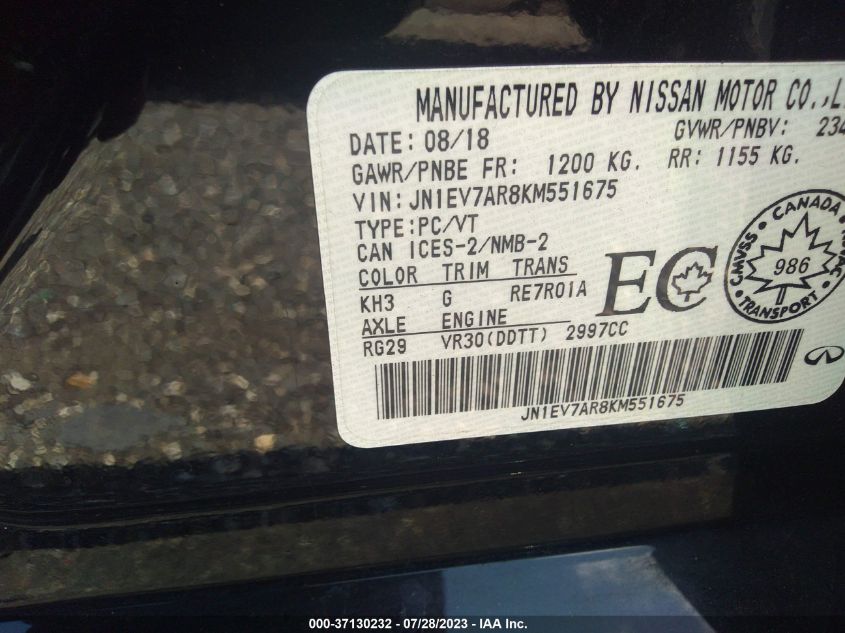 MANUFACTURED BY NISSAN MOTOR CO.,
DATE: 08/18 GVWR/PNBV: 234
GAWR/PNBE FR: 1200 KG. RR: 1155 KG.
VIN: JN1EV7AR8KM551675
TYPE:PC/VT
CAN ICES-2/NMB-2
COLOR TRIM TRANS
KH3 G RE7R01A
AXLE ENGINE
RG29 VR30(DDTT) 2997CC
EC
CANADA
CMVSS
986
TRANSPORT
JN1EV7AR8KM551675
000-37130232 - 07/28/2023 - IAA Inc.